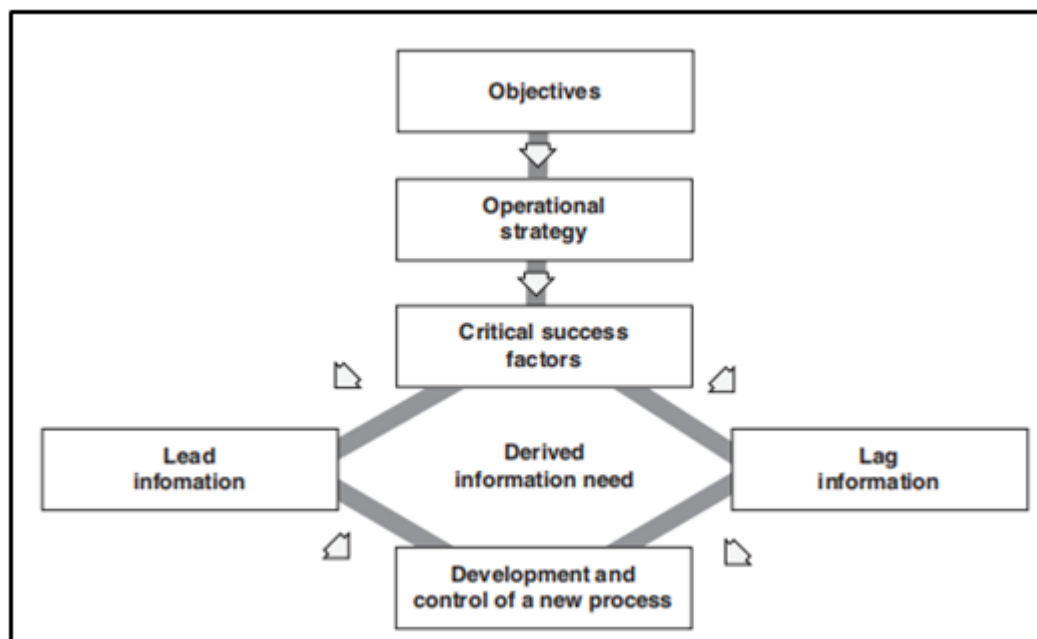 Objectives
Operational
strategy
Critical success
factors
Lead
infomation
Derived
information need
Lag
information
Development and
control of a new process